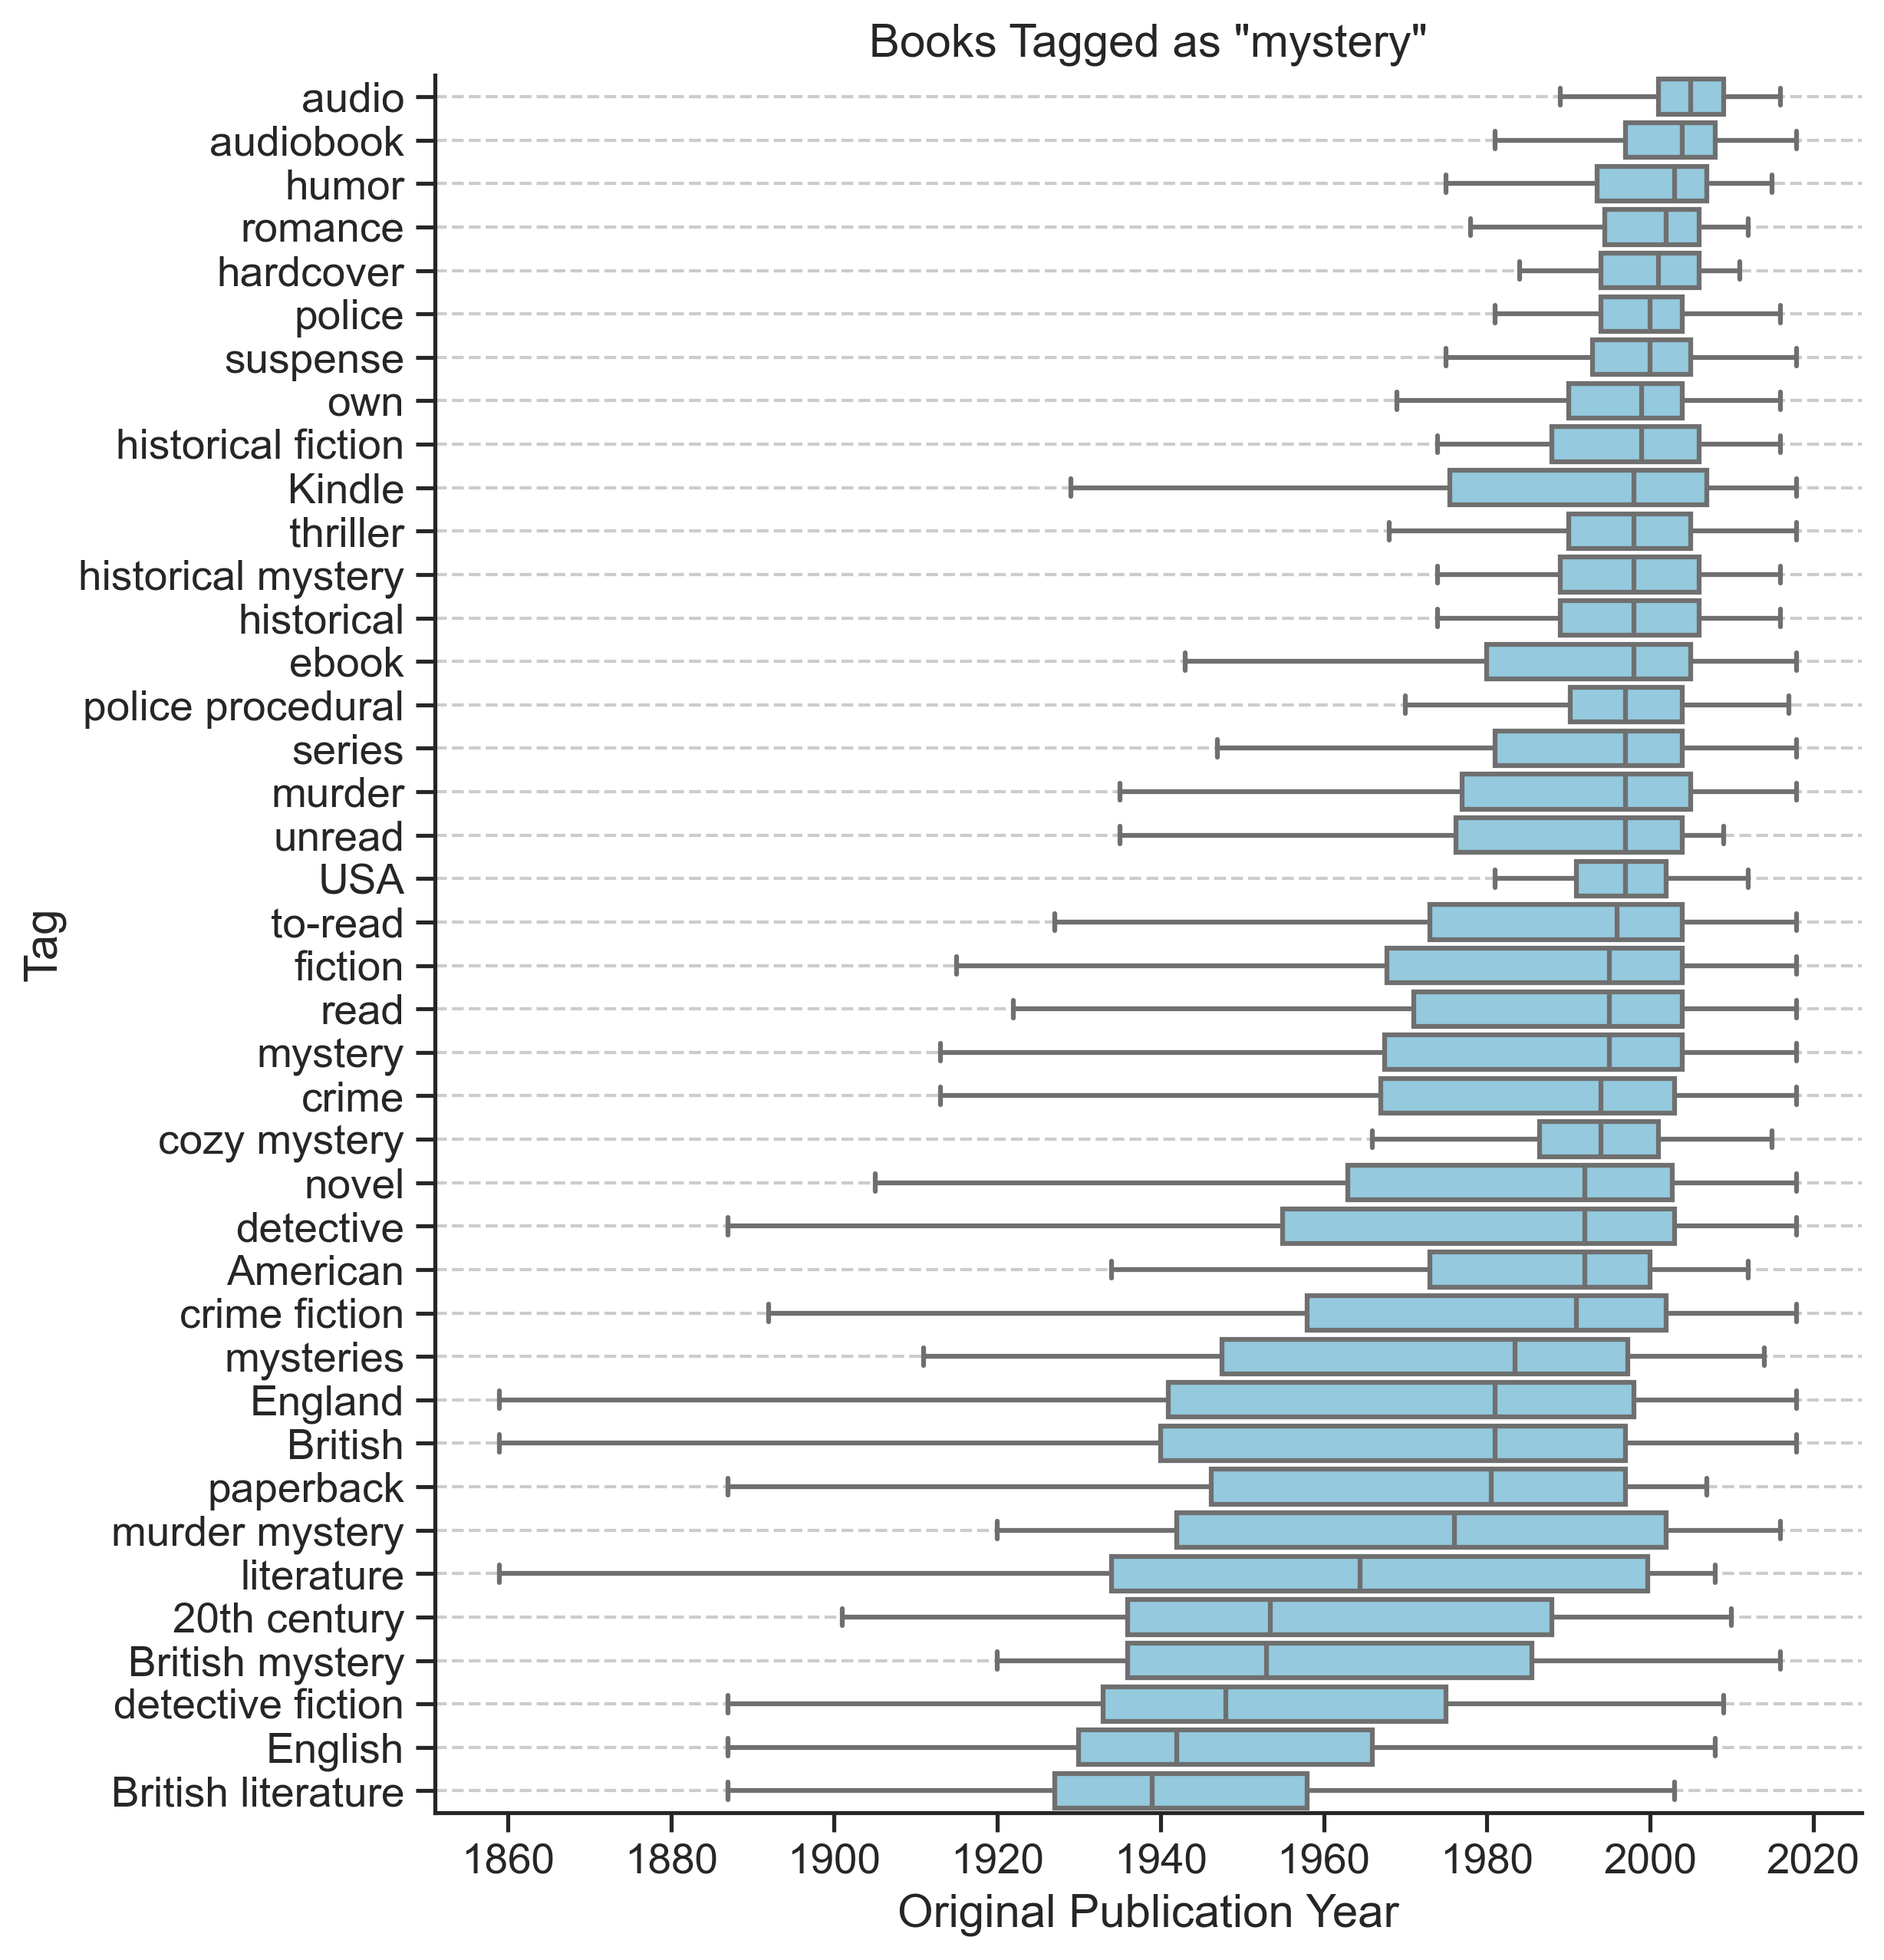 Books Tagged as "mystery"
audio
audiobook
humor
romance
hardcover
police
suspense
own
historical fiction
Kindle
thriller
historical mystery
historical
ebook
police procedural
series
murder
unread
USA
to-read
fiction
read
mystery
crime
cozy mystery
novel
detective
American
crime fiction
mysteries
England
British
paperback
murder mystery
literature
20th century
British mystery
detective fiction
English
British literature
Tag
1860 1880 1900 1920 1940 1960 1980 2000 2020
Original Publication Year